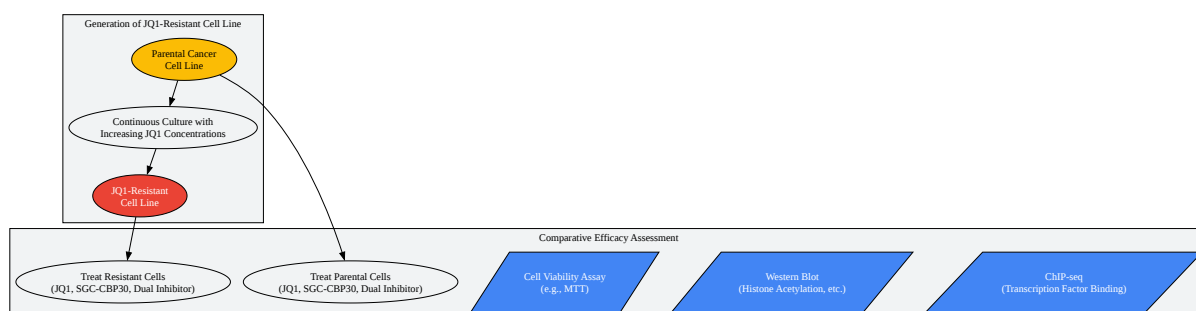 Generation of JQ1-Resistant Cell Line
Parental Cancer
Cell Line
Continuous Culture with
Increasing JQ1 Concentrations
JQ1-Resistant
Cell Line
Comparative Efficacy Assessment
Treat Resistant Cells
(JQ1, SGC-CBP30, Dual Inhibitor)
Treat Parental Cells
(JQ1, SGC-CBP30, Dual Inhibitor)
Cell Viability Assay
(e.g., MTT)
Western Blot
(Histone Acetylation, etc.)
ChIP-seq
(Transcription Factor Binding)